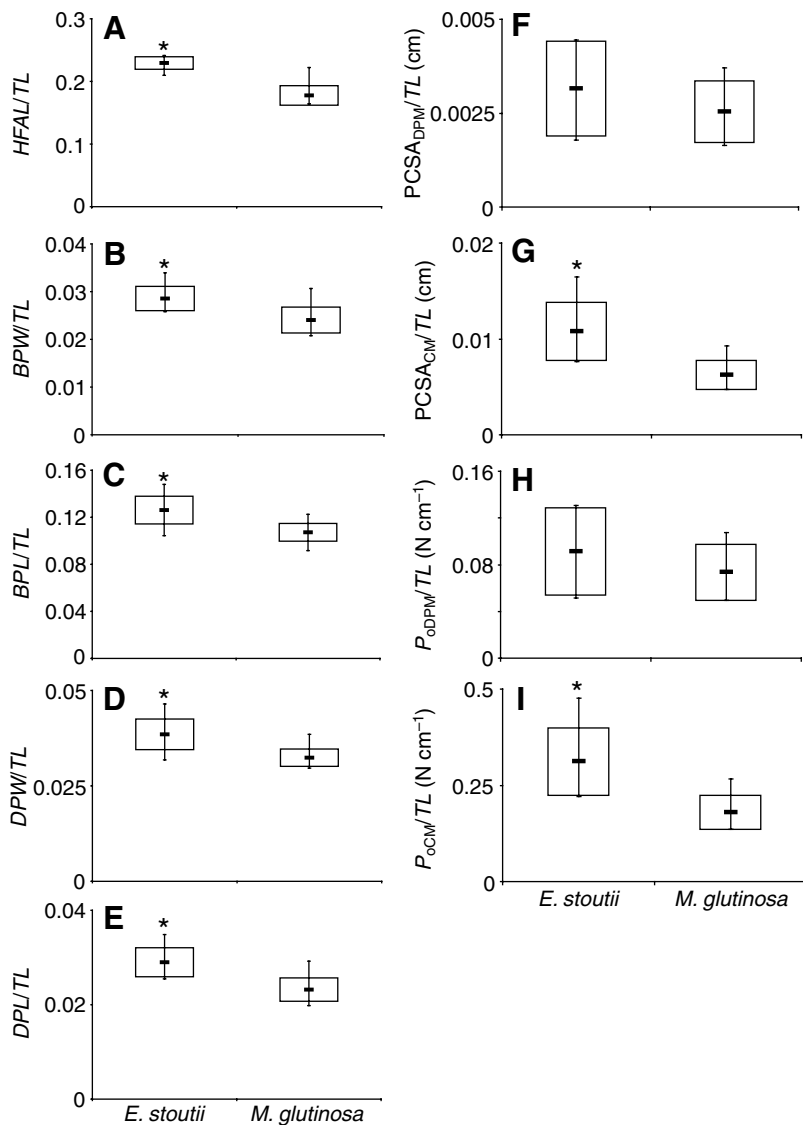 A
HFAL/TL
0.3
0.2
0.1
0
*
B
BPW/TL
0.04
0.03
0.02
0.01
0
*
C
BPL/TL
0.16
0.12
0.08
0.04
0
*
D
DPW/TL
0.05
0.025
0
*
E
DPL/TL
0.04
0.02
0
*
E. stoutii M. glutinosa
F
PCSADPM/TL (cm)
0.005
0.0025
0
G
PCSACM/TL (cm)
0.02
0.01
0
*
H
PoDPM/TL (N cm−1)
0.16
0.08
0
I
PoCM/TL (N cm−1)
0.5
0.25
0
*
E. stoutii M. glutinosa